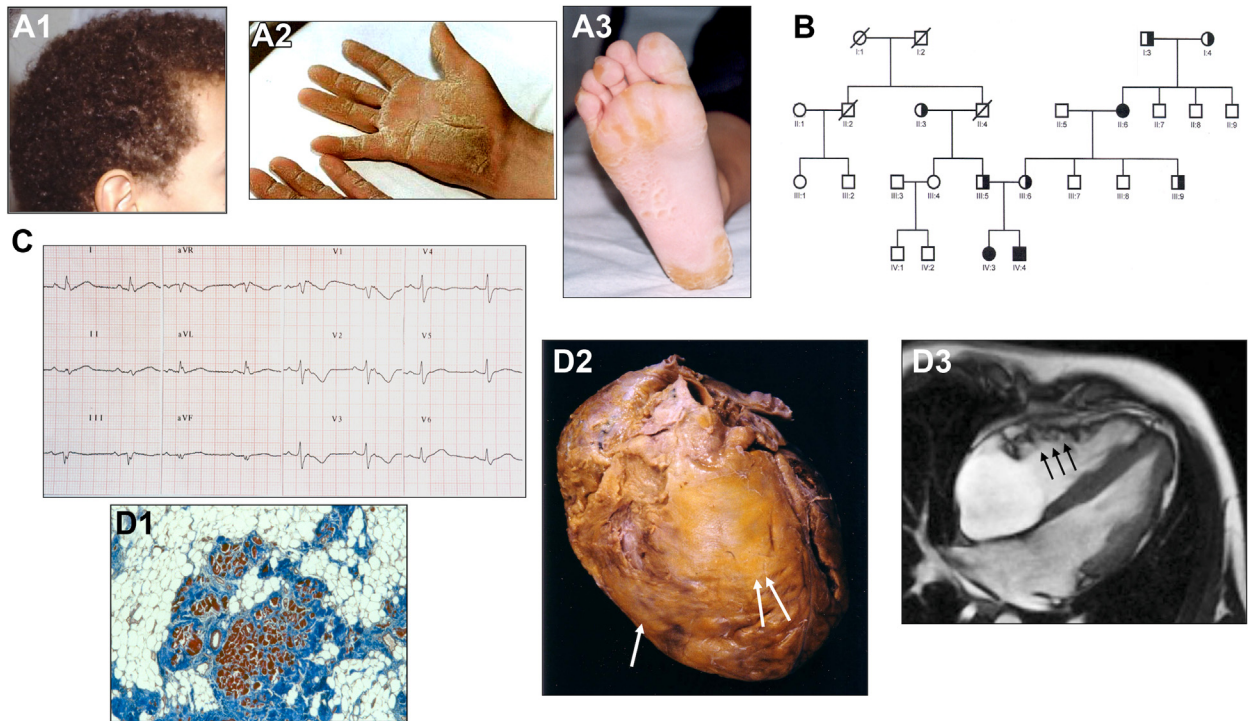 A1
A2
A3
B
I:1 I:2 I:3 I:4
II:1 II:2 II:3 II:4 II:5 II:6 II:7 II:8 II:9
III:1 III:2 III:3 III:4 III:5 III:6 III:7 III:8 III:9
IV:1 IV:2 IV:3 IV:4
C
I aVR V1 V4
II aVL V2 V5
III aVF V3 V6
D1
D2
D3